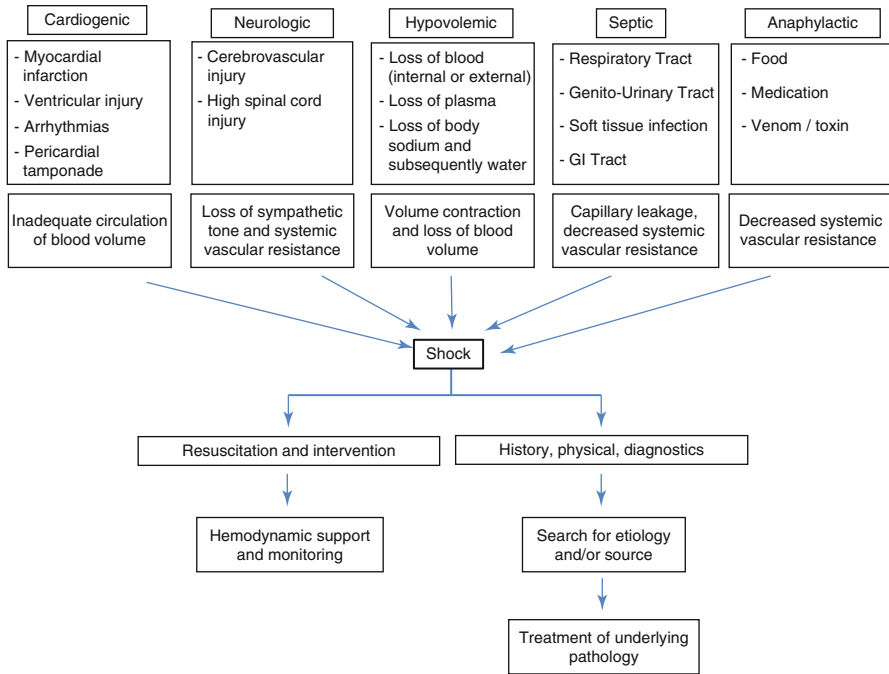 Cardiogenic
Neurologic
Hypovolemic
Septic
Anaphylactic
- Myocardial
infarction
- Ventricular injury
- Arrhythmias
- Pericardial
tamponade
- Cerebrovascular
injury
- High spinal cord
injury
- Loss of blood
(internal or external)
- Loss of plasma
- Loss of body
sodium and
subsequently water
- Respiratory Tract
- Genito-Urinary Tract
- Soft tissue infection
- GI Tract
- Food
- Medication
- Venom / toxin
Inadequate circulation
of blood volume
Loss of sympathetic
tone and systemic
vascular resistance
Volume contraction
and loss of blood
volume
Capillary leakage,
decreased systemic
vascular resistance
Decreased systemic
vascular resistance
Shock
Resuscitation and intervention
History, physical, diagnostics
Hemodynamic support
and monitoring
Search for etiology
and/or source
Treatment of underlying
pathology